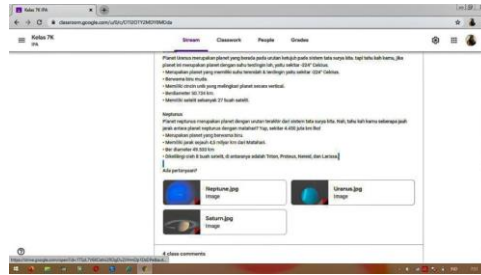 Kelas 7K IPA
classroom.google.com/u/0/c/
Kelas 7K
IPA
Stream Classwork People Grades
Planet Uranus merupakan planet yang berada pada urutan ketujuh pada sistem tata surya kita. tapi tahu kah kamu, jika
planet ini merupakan planet dengan suhu terdingin loh, yaitu sekitar -224° Celsius.
- Merupakan planet yang memiliki suhu terendah & terdingin yaitu sekitar -224° Celsius.
- Berwarna biru muda.
- Memiliki cincin unik yang melingkari planet secara vertikal.
- Berdiameter 50.724 km.
- Memiliki satelit sebanyak 27 buah satelit.
Neptunus:
Planet neptunus merupakan planet dengan urutan terakhir dari sistem tata surya kita. Nah, tahu kah kamu seberapa jauh
jarak antara planet neptunus dengan matahari? Yap, sekitar 4.450 juta km lho!
- Merupakan planet yang berwarna biru.
- Memiliki jarak sejauh 4,5 milyar km dari Matahari.
- Ber diameter 49.530 km
- Dikelilingi oleh 8 buah satelit, di antaranya adalah Triton, Proteus, Nereid, dan Larissa.
Ada pertanyaan?
Neptune.jpg
Image
Uranus.jpg
Image
Saturn.jpg
Image
4 class comments